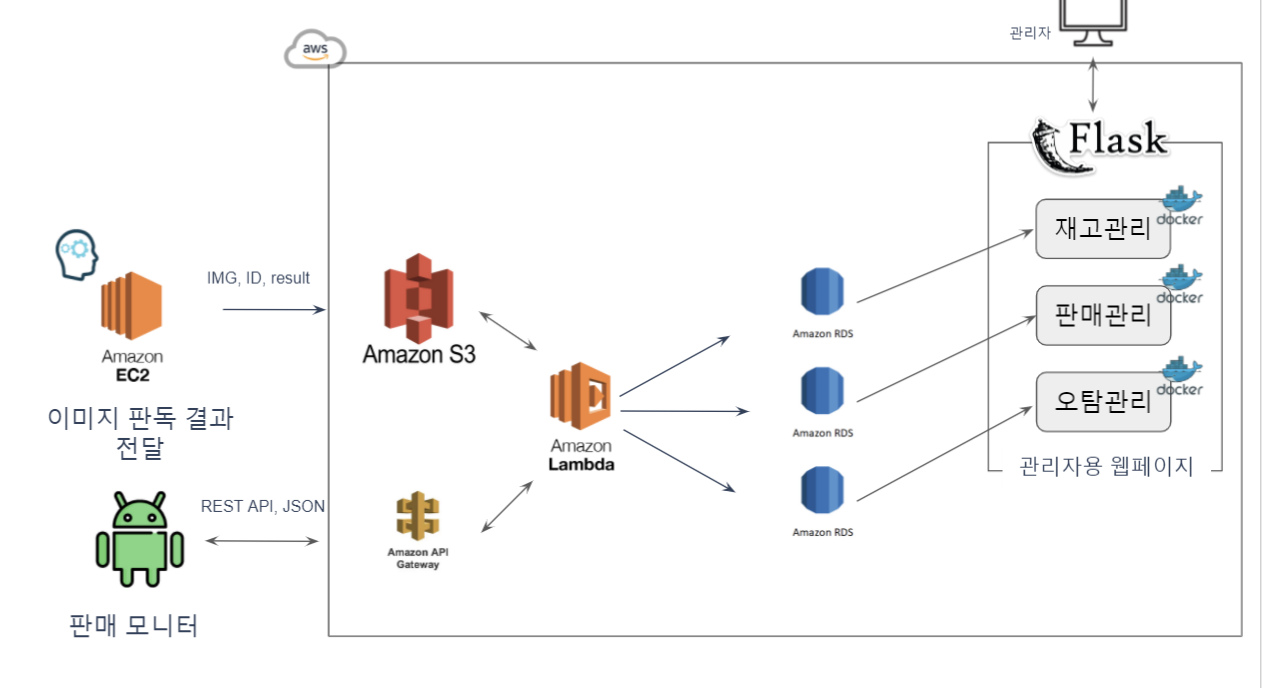 관리자
aws
Flask
docker
재고관리
IMG, ID, result
docker
판매관리
Amazon RDS
Amazon S3
Amazon
EC2
docker
오탐관리
이미지 판독 결과
전달
Amazon RDS
Amazon
Lambda
관리자용 웹페이지
REST API, JSON
Amazon RDS
Amazon API
Gateway
판매 모니터